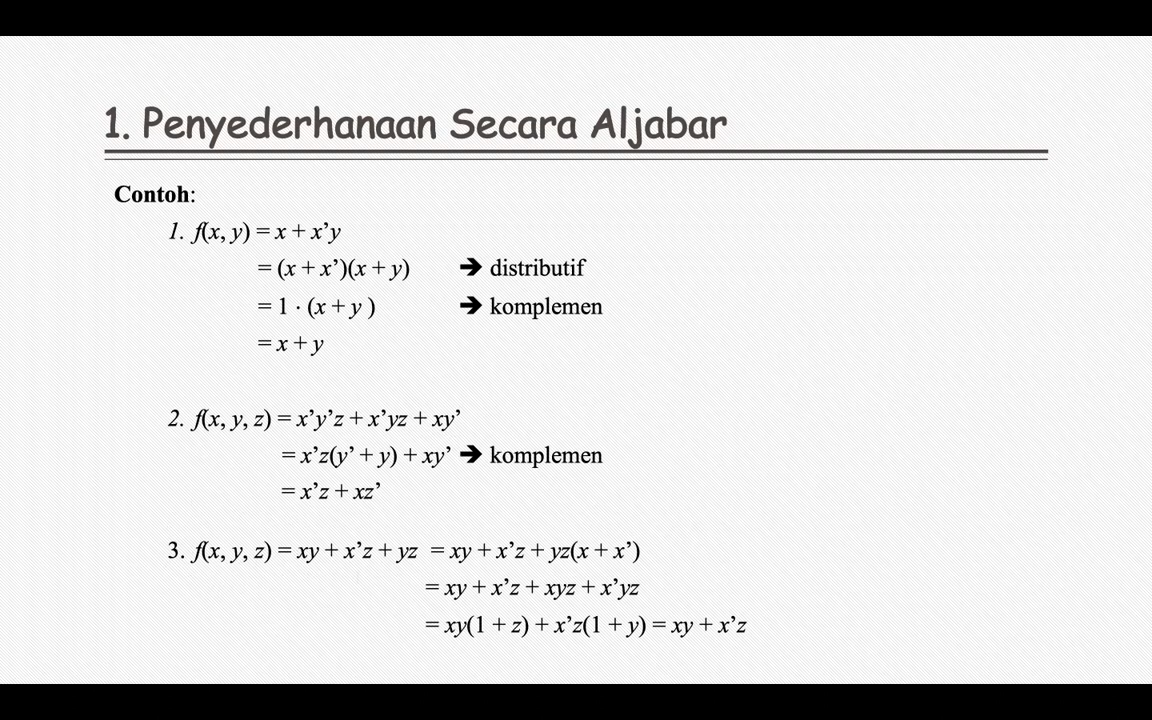 1. Penyederhanaan Secara Aljabar
Contoh:
1. f(x, y) = x + x’y
= (x + x’)(x + y) ➔ distributif
= 1 · (x + y ) ➔ komplemen
= x + y
2. f(x, y, z) = x’y’z + x’yz + xy’
= x’z(y’ + y) + xy’ ➔ komplemen
= x’z + xz’
3. f(x, y, z) = xy + x’z + yz = xy + x’z + yz(x + x’)
= xy + x’z + xyz + x’yz
= xy(1 + z) + x’z(1 + y) = xy + x’z